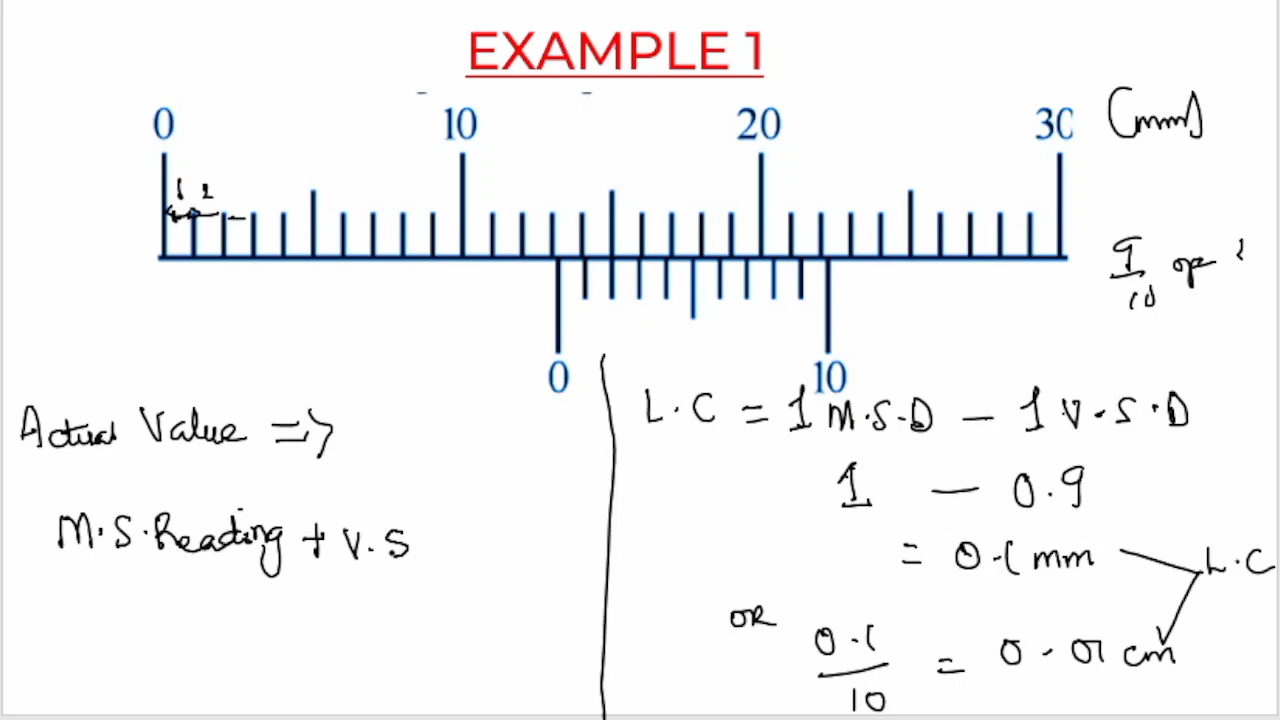 EXAMPLE 1
0 10 20 30 (mm)
1 2
9/10 of
0 10
L.C = 1 M.S.D - 1 V.S.D
Actual Value =>
1 - 0.9
M.S.Reading + V.S
= 0.1 mm L.C
OR 0.1/10 = 0.01 cm